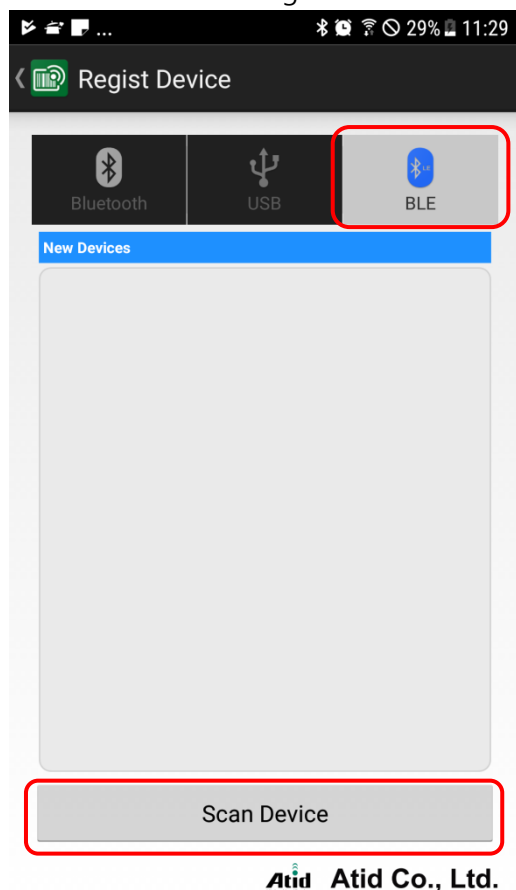 ... 29% 11:29
Regist Device
Bluetooth USB BLE
New Devices
Scan Device
Atid Atid Co., Ltd.